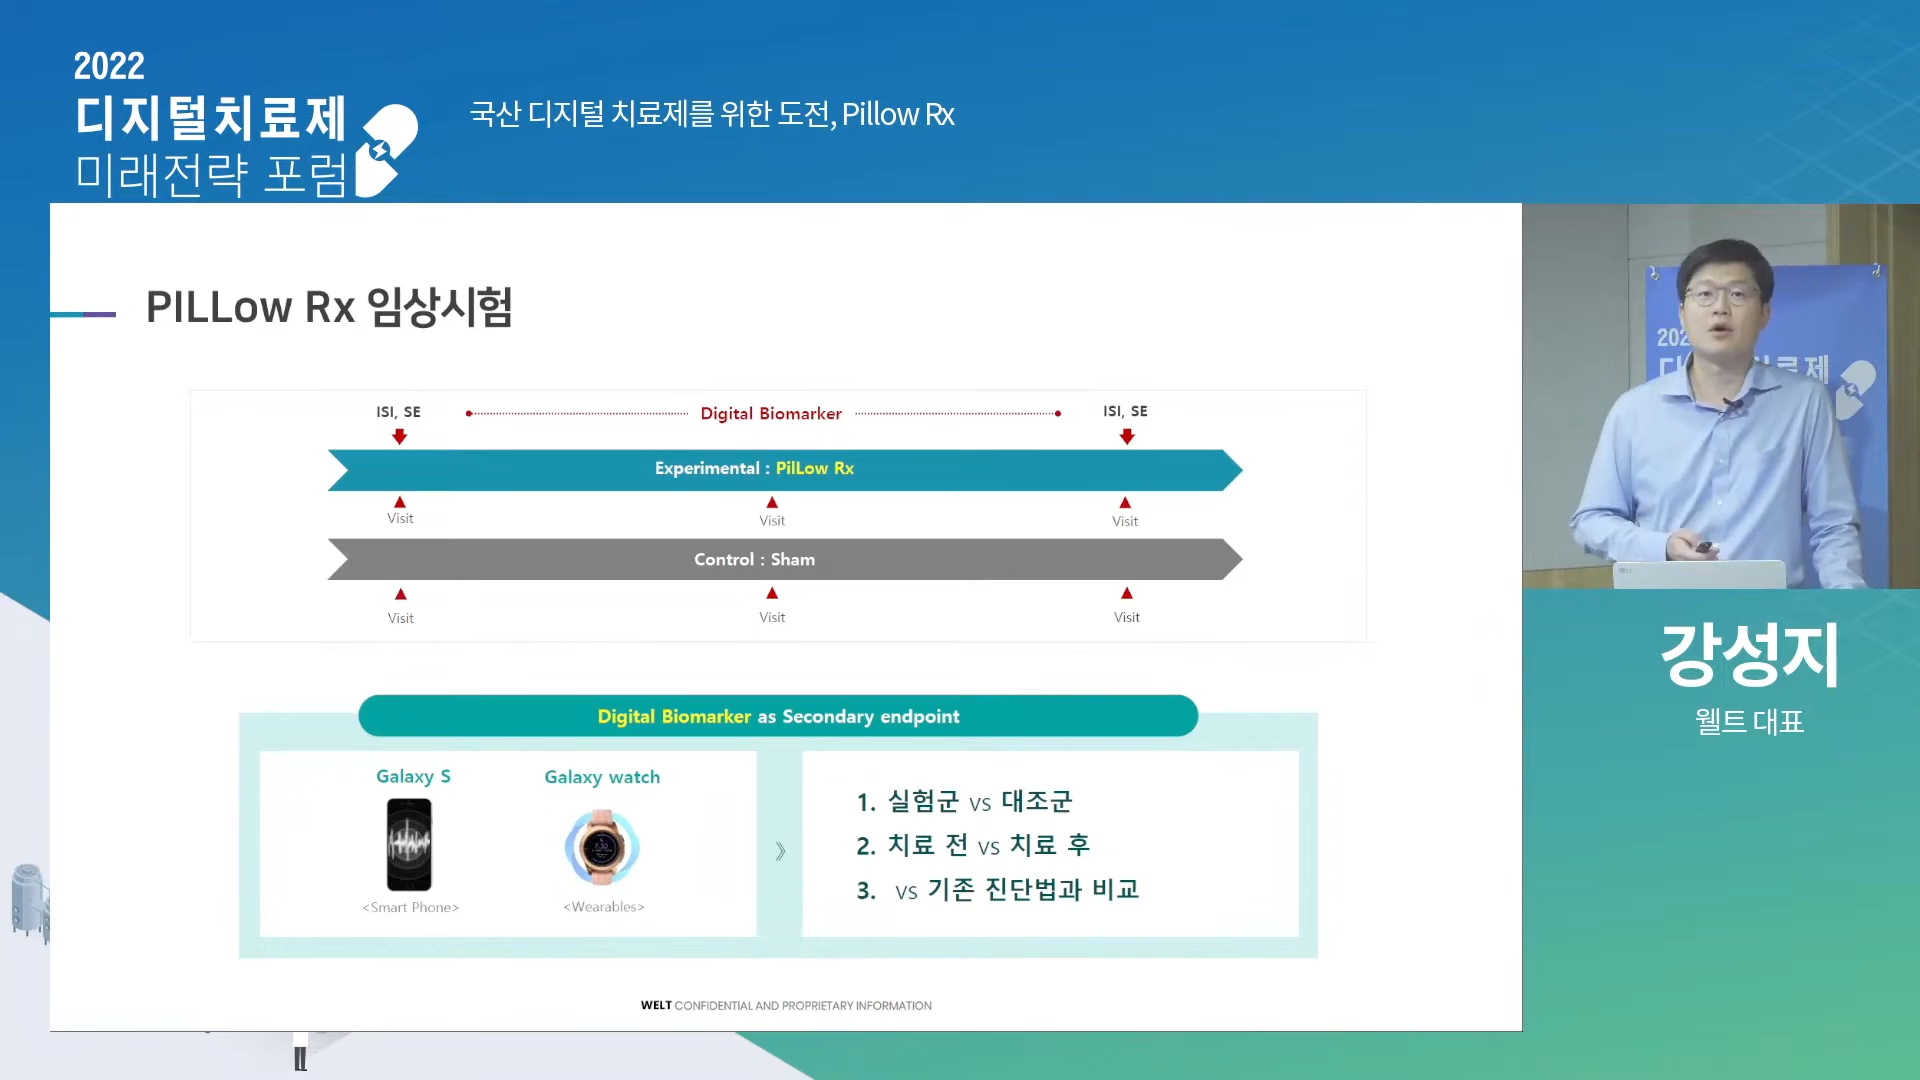 2022
디지털치료제
미래전략 포럼
국산 디지털 치료제를 위한 도전, Pillow Rx
PILLow Rx 임상시험
ISI, SE
Digital Biomarker
ISI, SE
Experimental : PilLow Rx
Visit
Visit
Visit
Control : Sham
Visit
Visit
Visit
Digital Biomarker as Secondary endpoint
Galaxy S
Galaxy watch
<Smart Phone>
<Wearables>
》
1. 실험군 vs 대조군
2. 치료 전 vs 치료 후
3. vs 기존 진단법과 비교
WELT CONFIDENTIAL AND PROPRIETARY INFORMATION
강성지
웰트 대표